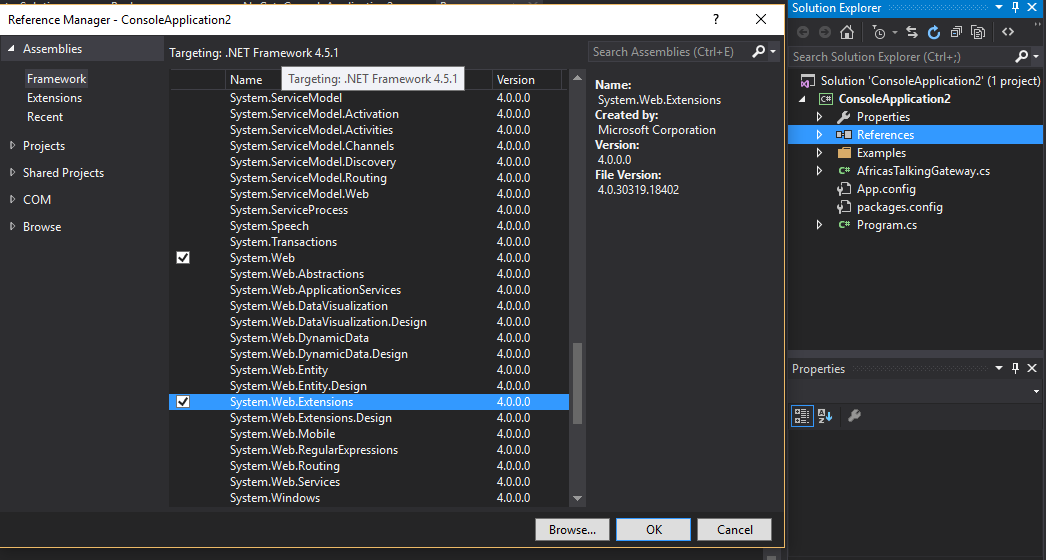 Reference Manager - ConsoleApplication2
Assemblies
Framework
Extensions
Recent
Projects
Shared Projects
COM
Browse
Targeting: .NET Framework 4.5.1
Search Assemblies (Ctrl+E)
Name
Version
Targeting: .NET Framework 4.5.1
System.ServiceModel 4.0.0.0
System.ServiceModel.Activation 4.0.0.0
System.ServiceModel.Activities 4.0.0.0
System.ServiceModel.Channels 4.0.0.0
System.ServiceModel.Discovery 4.0.0.0
System.ServiceModel.Routing 4.0.0.0
System.ServiceModel.Web 4.0.0.0
System.ServiceProcess 4.0.0.0
System.Speech 4.0.0.0
System.Transactions 4.0.0.0
System.Web 4.0.0.0
System.Web.Abstractions 4.0.0.0
System.Web.ApplicationServices 4.0.0.0
System.Web.DataVisualization 4.0.0.0
System.Web.DataVisualization.Design 4.0.0.0
System.Web.DynamicData 4.0.0.0
System.Web.DynamicData.Design 4.0.0.0
System.Web.Entity 4.0.0.0
System.Web.Entity.Design 4.0.0.0
System.Web.Extensions 4.0.0.0
System.Web.Extensions.Design 4.0.0.0
System.Web.Mobile 4.0.0.0
System.Web.RegularExpressions 4.0.0.0
System.Web.Routing 4.0.0.0
System.Web.Services 4.0.0.0
System.Windows 4.0.0.0
Name:
System.Web.Extensions
Created by:
Microsoft Corporation
Version:
4.0.0.0
File Version:
4.0.30319.18402
Browse...
OK
Cancel
Solution Explorer
Search Solution Explorer (Ctrl+;)
Solution 'ConsoleApplication2' (1 project)
C# ConsoleApplication2
Properties
References
Examples
C# AfricasTalkingGateway.cs
App.config
packages.config
C# Program.cs
Properties